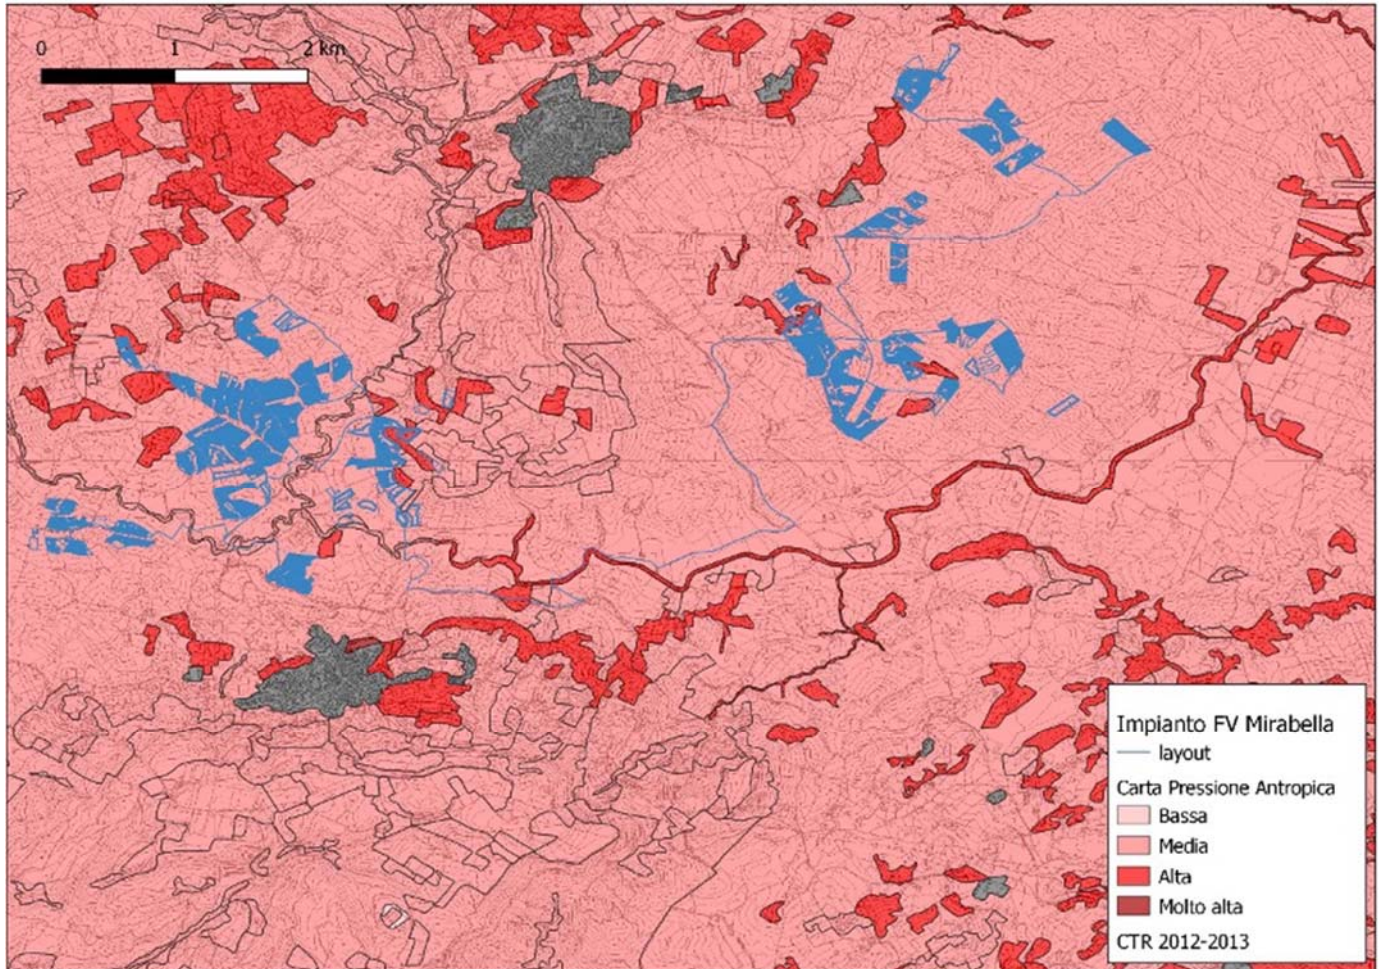 0 1 2 km
Impianto FV Mirabella
layout
Carta Pressione Antropica
Bassa
Media
Alta
Molto alta
CTR 2012-2013